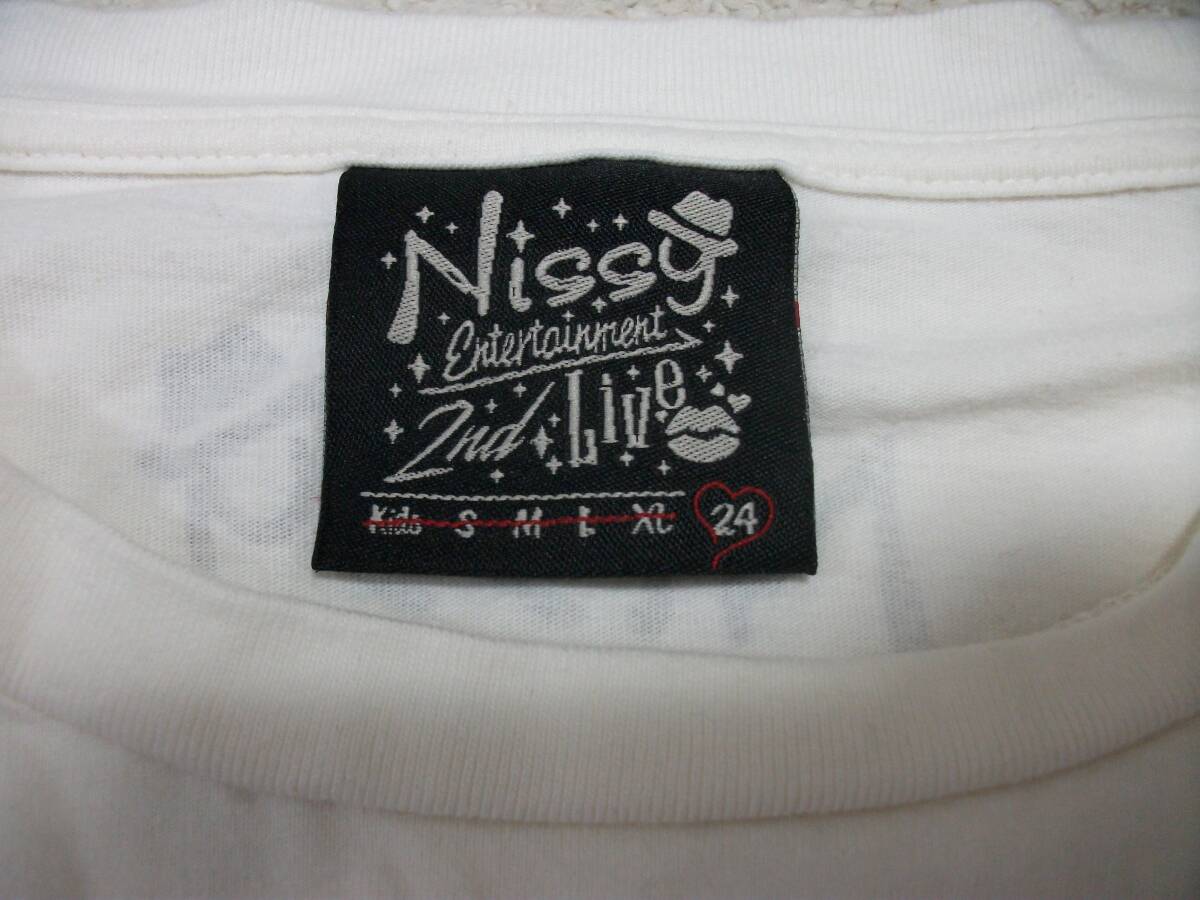 Nissy
Entertainment
2nd Live
Kids S M L XL 24